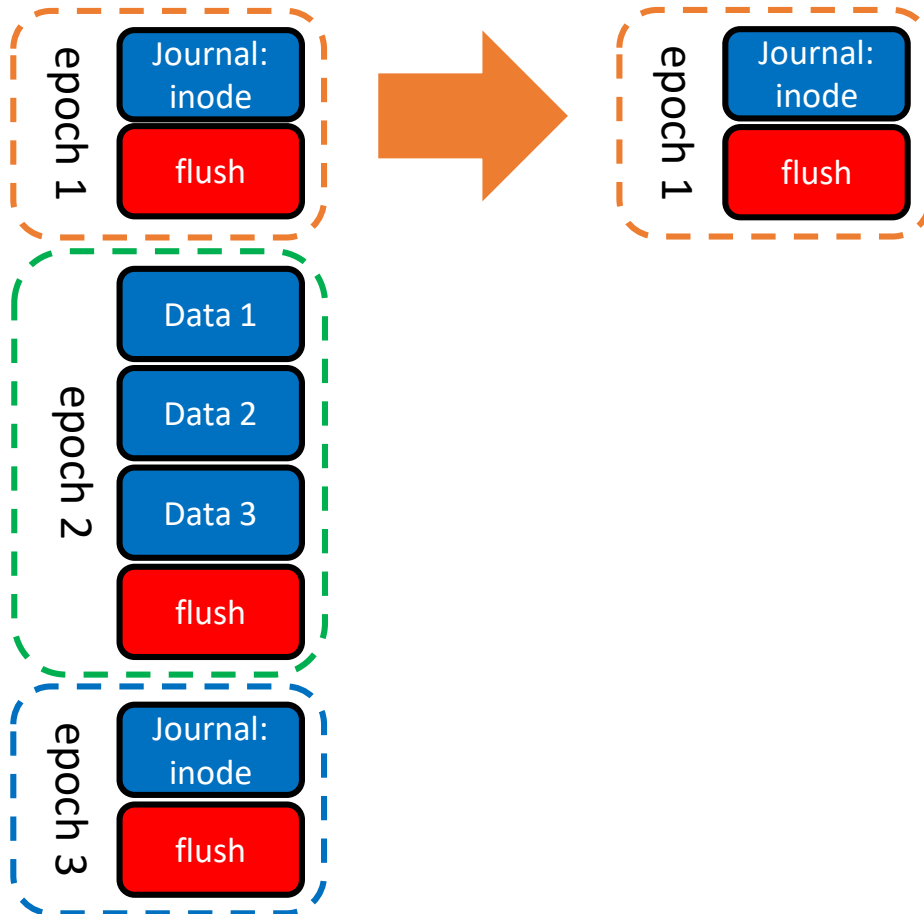 epoch 1
Journal:
inode
flush
epoch 1
Journal:
inode
flush
epoch 2
Data 1
Data 2
Data 3
flush
epoch 3
Journal:
inode
flush